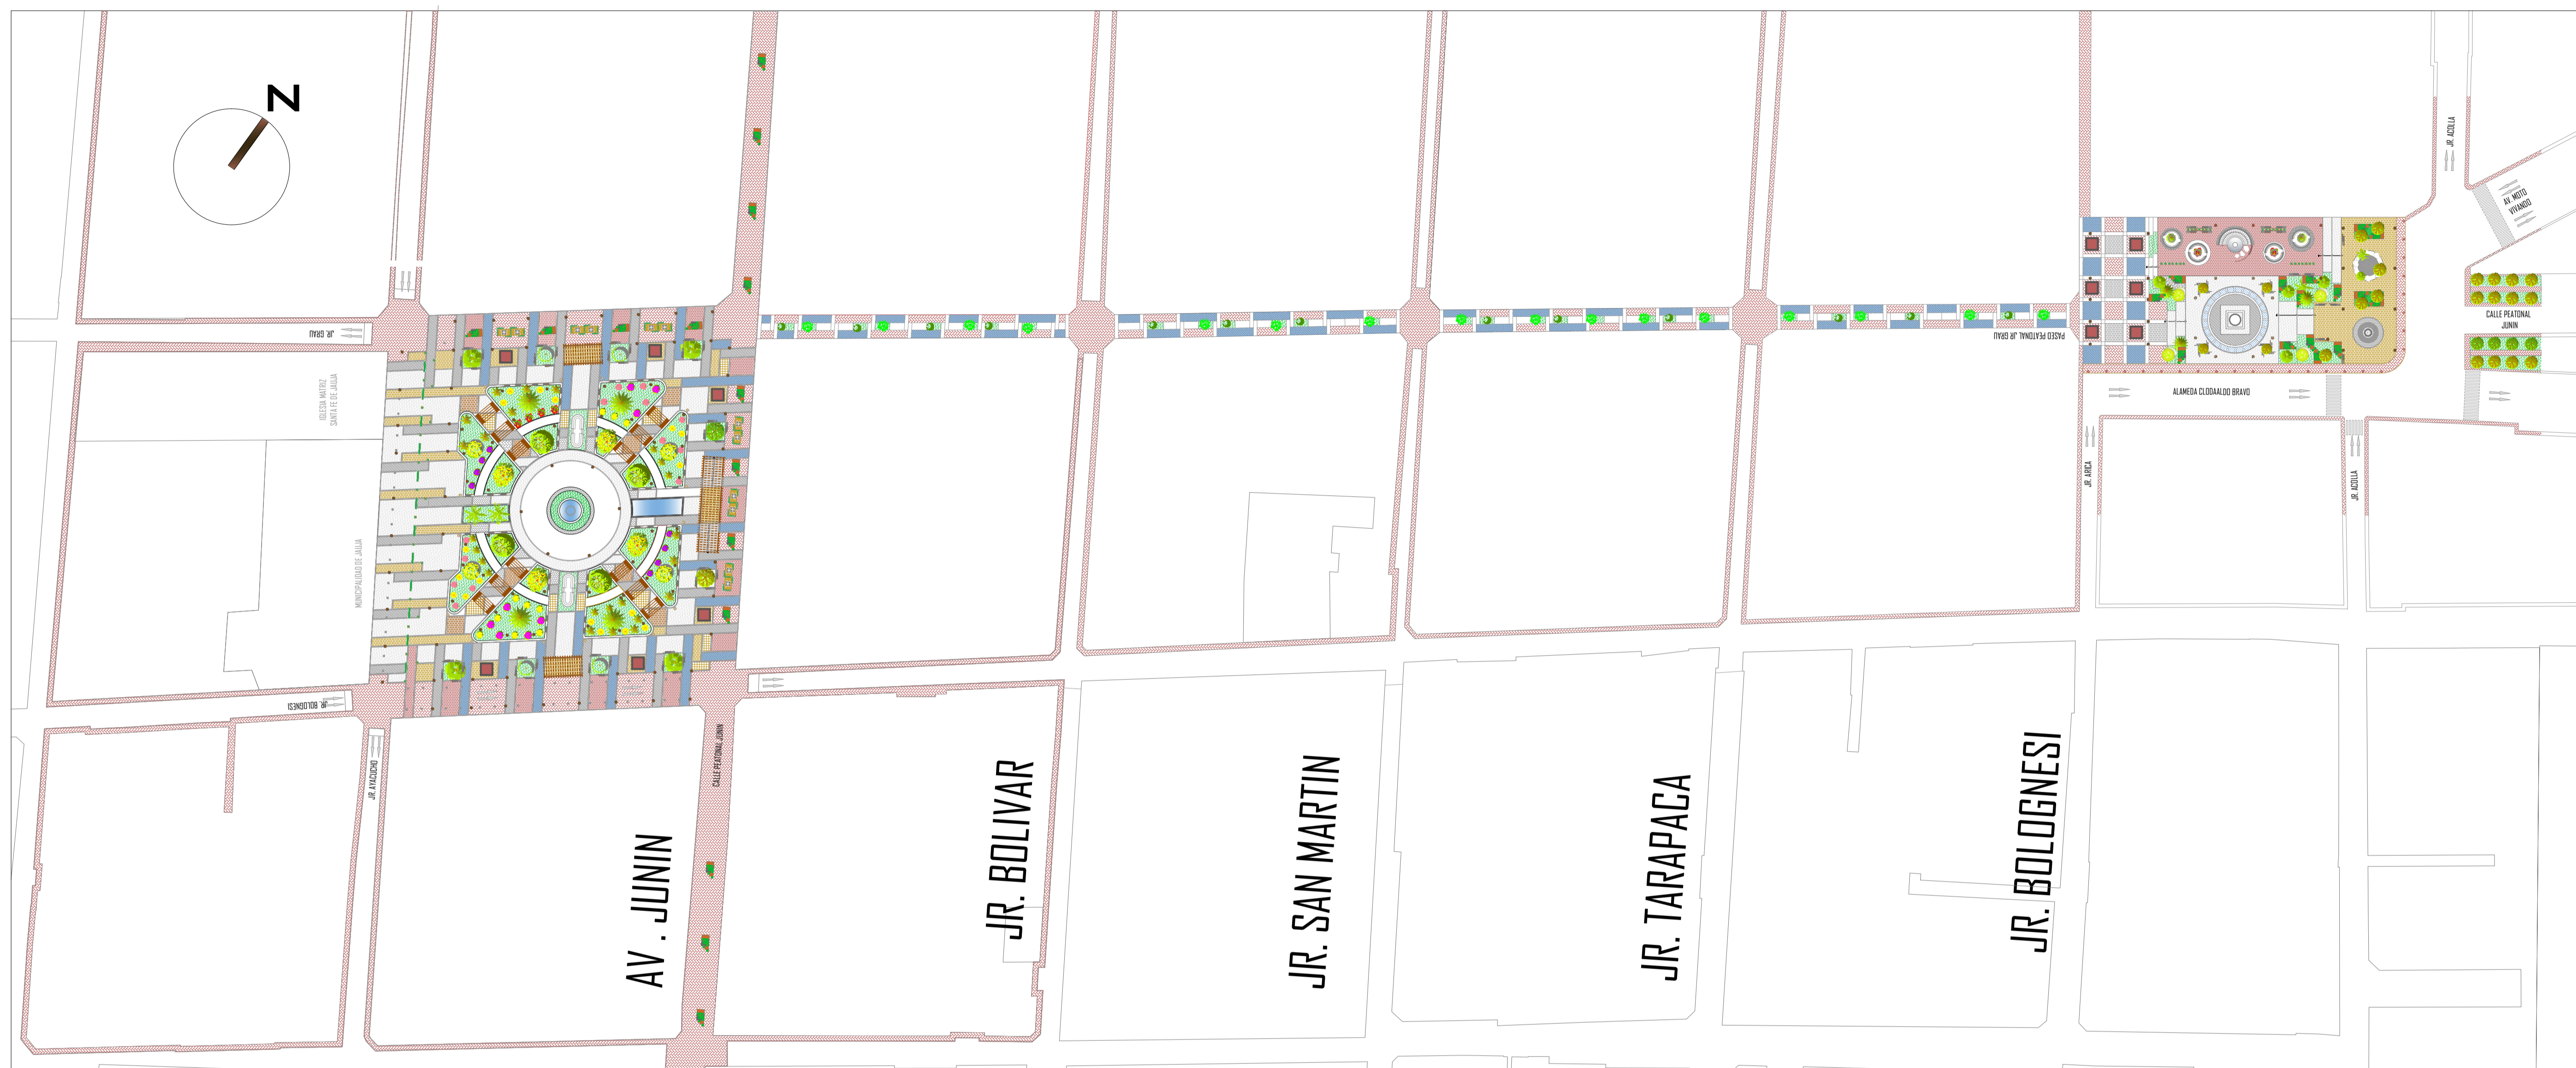 N
JR. ACOLLA
AV. MOTO
VIVANDO
CALLE PEATONAL
JUNIN
JR. GRAU
PASEO PEATONAL JR GRAU
IGLESIA MATRIZ
SANTA FE DE JAUJA
ALAMEDA CLODAALDO BRAVO
JR. ARICA
JR. ACOLLA
MUNICIPALIDAD DE JAUJA
JR. BOLOGNESI
JR. AYACUCHO
CALLE PEATONAL JUNIN
AV . JUNIN
JR. BOLIVAR
JR. SAN MARTIN
JR. TARAPACA
JR. BOLOGNESI